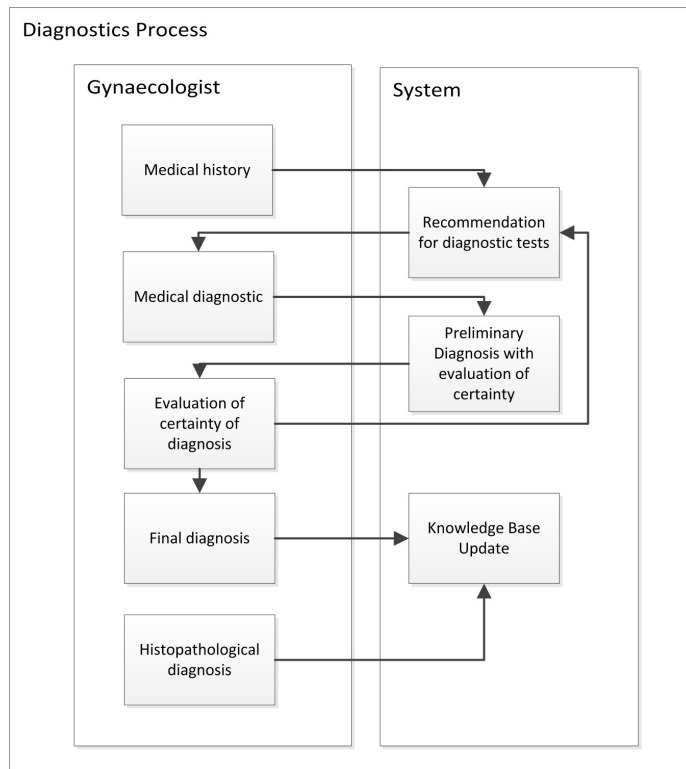 Diagnostics Process
Gynaecologist
System
Medical history
Recommendation
for diagnostic tests
Medical diagnostic
Preliminary
Diagnosis with
evaluation of
certainty
Evaluation of
certainty of
diagnosis
Final diagnosis
Knowledge Base
Update
Histopathological
diagnosis